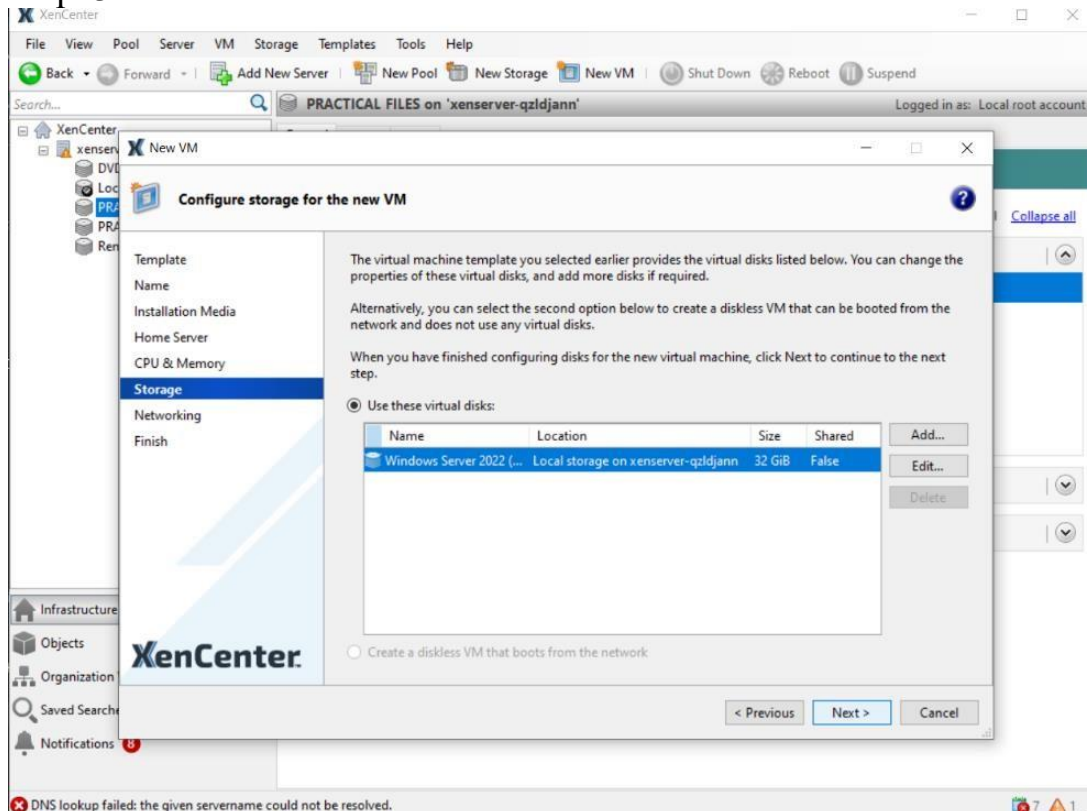 XenCenter
File View Pool Server VM Storage Templates Tools Help
Back Forward Add New Server New Pool New Storage New VM Shut Down Reboot Suspend
Search...
PRACTICAL FILES on 'xenserver-qzldjann' Logged in as: Local root account
XenCenter
xenserv
DVD
Loc
PRA
PRA
Ren
Collapse all
New VM
Configure storage for the new VM
Template
Name
Installation Media
Home Server
CPU & Memory
Storage
Networking
Finish
XenCenter
The virtual machine template you selected earlier provides the virtual disks listed below. You can change the
properties of these virtual disks, and add more disks if required.
Alternatively, you can select the second option below to create a diskless VM that can be booted from the
network and does not use any virtual disks.
When you have finished configuring disks for the new virtual machine, click Next to continue to the next
step.
Use these virtual disks:
Name Location Size Shared
Windows Server 2022 (... Local storage on xenserver-qzldjann 32 GiB False
Add...
Edit...
Delete
Create a diskless VM that boots from the network
< Previous Next > Cancel
Infrastructure
Objects
Organization
Saved Searche
Notifications 8
DNS lookup failed: the given servername could not be resolved. 7 1